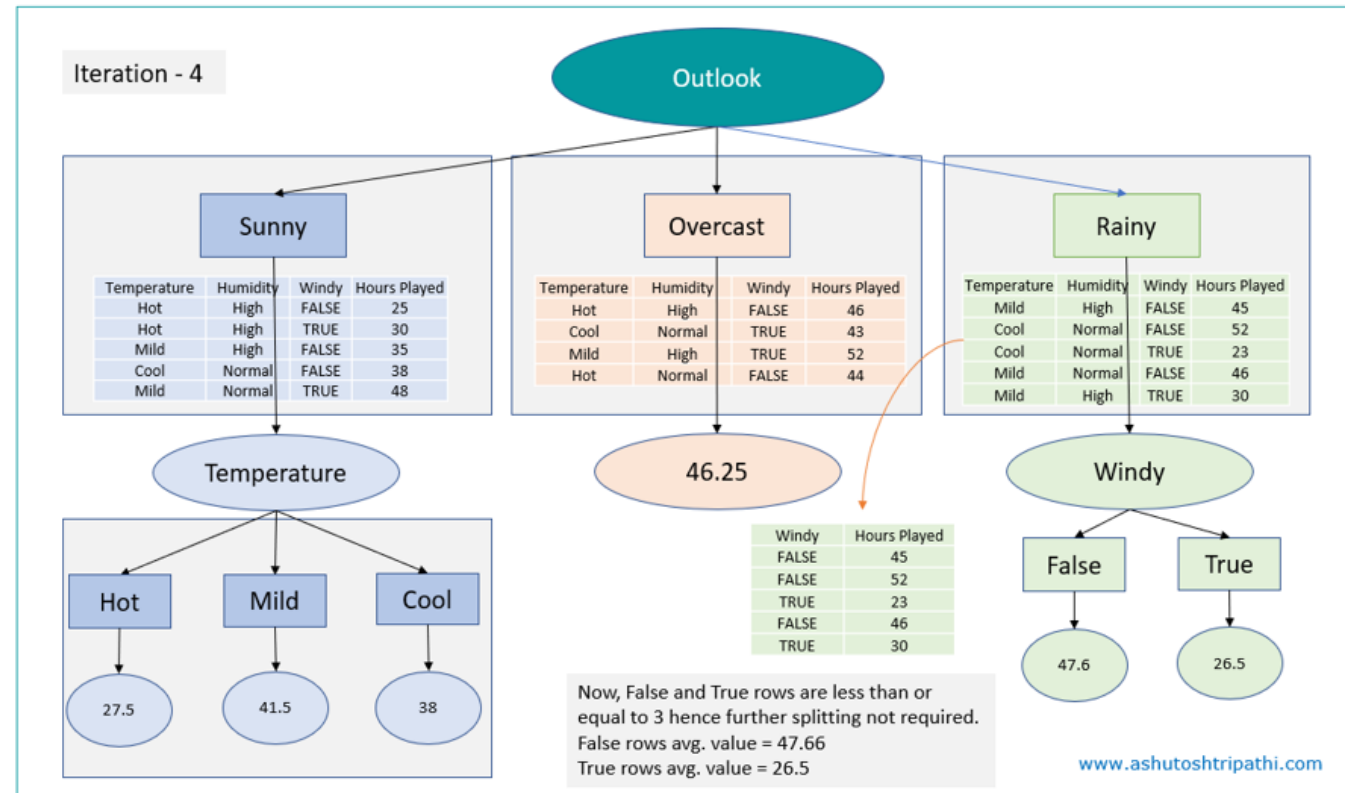 Iteration - 4
Outlook
Sunny
Temperature Humidity Windy Hours Played
Hot High FALSE 25
Hot High TRUE 30
Mild High FALSE 35
Cool Normal FALSE 38
Mild Normal TRUE 48
Overcast
Temperature Humidity Windy Hours Played
Hot High FALSE 46
Cool Normal TRUE 43
Mild High TRUE 52
Hot Normal FALSE 44
Rainy
Temperature Humidity Windy Hours Played
Mild High FALSE 45
Cool Normal FALSE 52
Cool Normal TRUE 23
Mild Normal FALSE 46
Mild High TRUE 30
Temperature
46.25
Windy
Hot
Mild
Cool
27.5
41.5
38
Windy Hours Played
FALSE 45
FALSE 52
TRUE 23
FALSE 46
TRUE 30
False
True
47.6
26.5
Now, False and True rows are less than or
equal to 3 hence further splitting not required.
False rows avg. value = 47.66
True rows avg. value = 26.5
www.ashutoshtripathi.com